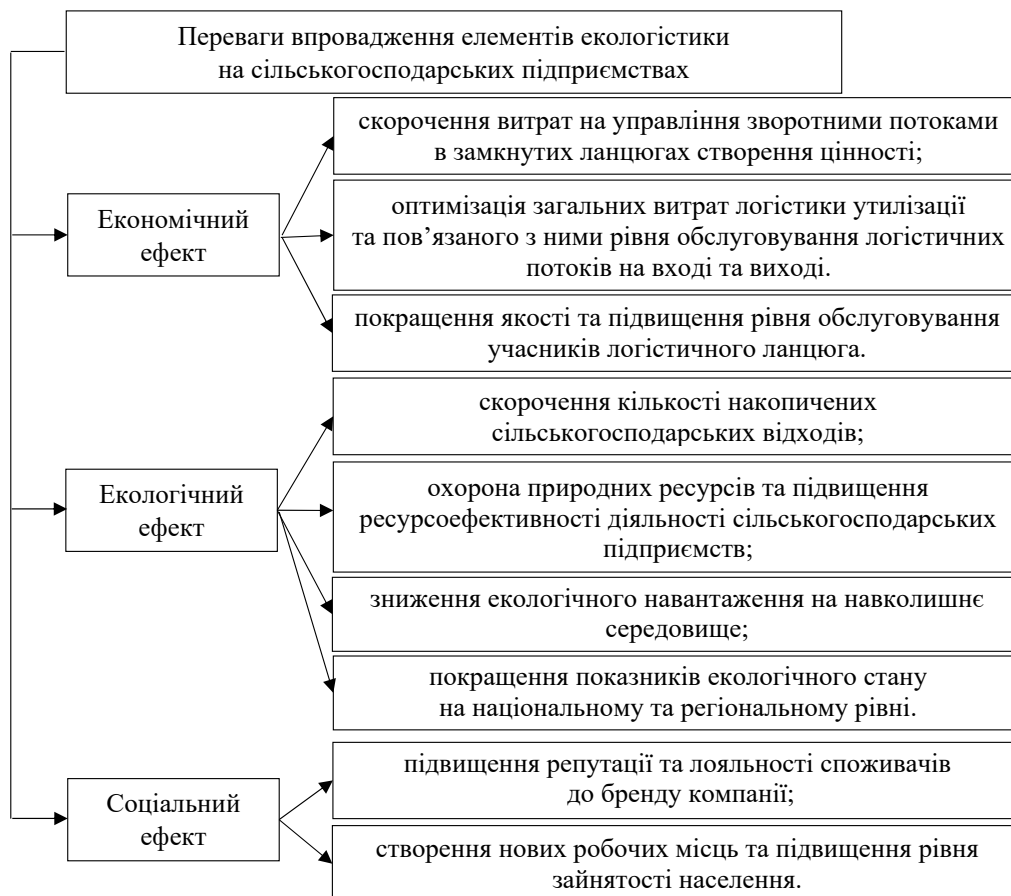 Переваги впровадження елементів екологістики
на сільськогосподарських підприємствах
Економічний
ефект
скорочення витрат на управління зворотними потоками
в замкнутих ланцюгах створення цінності;
оптимізація загальних витрат логістики утилізації
та пов’язаного з ними рівня обслуговування логістичних
потоків на вході та виході.
покращення якості та підвищення рівня обслуговування
учасників логістичного ланцюга.
Екологічний
ефект
скорочення кількості накопичених
сільськогосподарських відходів;
охорона природних ресурсів та підвищення
ресурсоефективності діяльності сільськогосподарських
підприємств;
зниження екологічного навантаження на навколишнє
середовище;
покращення показників екологічного стану
на національному та регіональному рівні.
Соціальний
ефект
підвищення репутації та лояльності споживачів
до бренду компанії;
створення нових робочих місць та підвищення рівня
зайнятості населення.